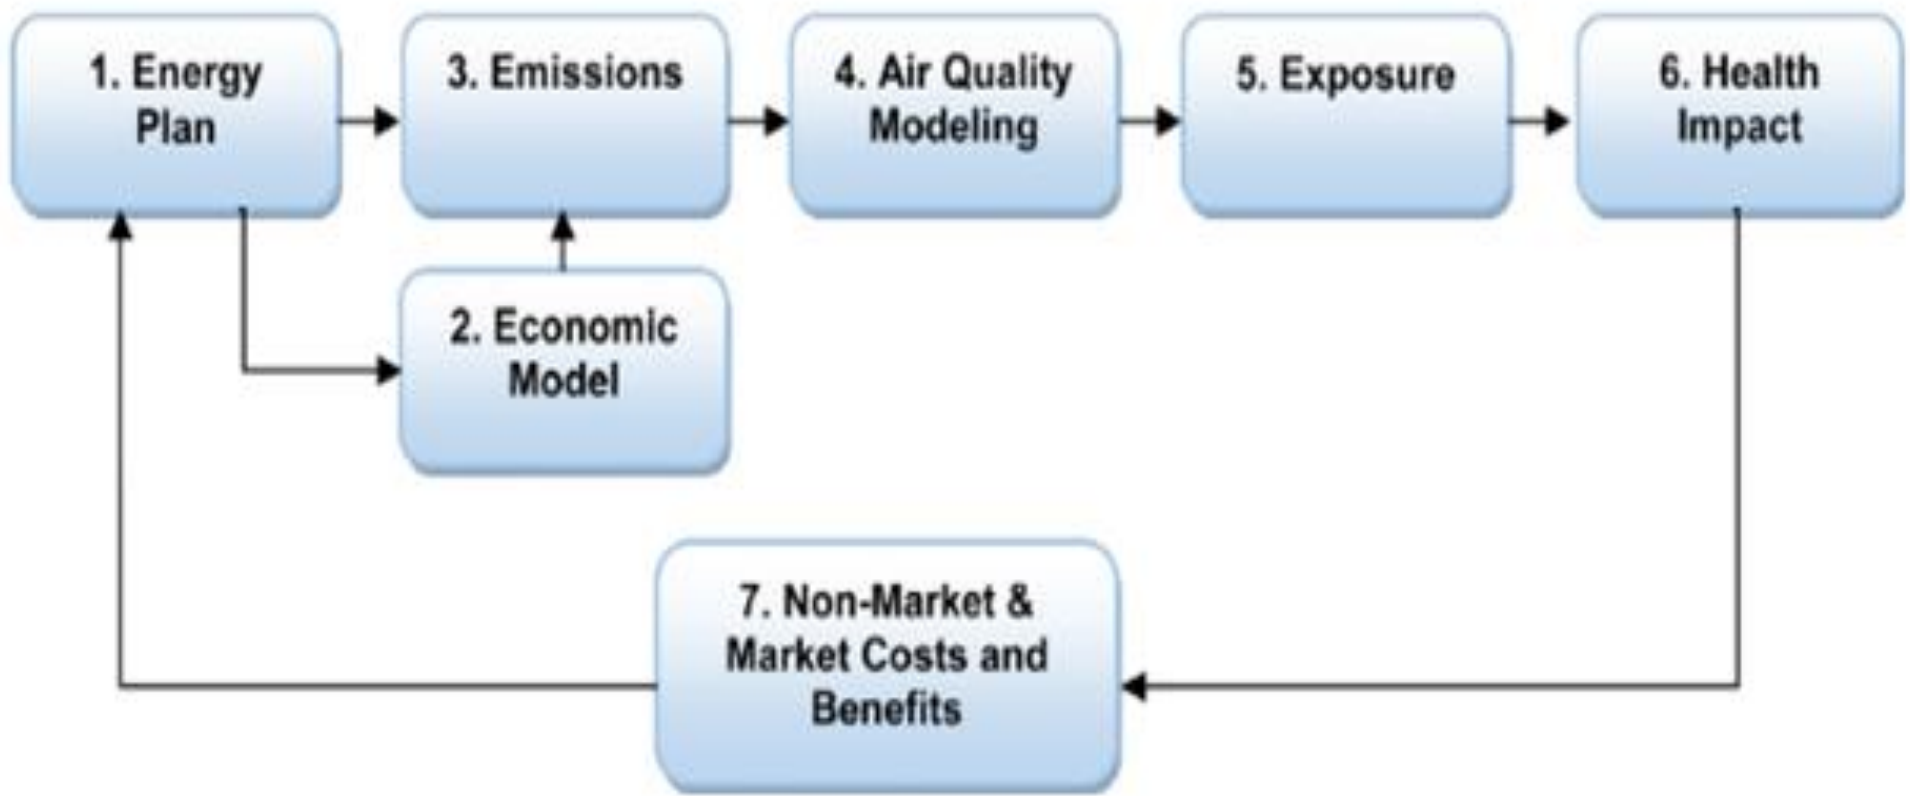 1. Energy
Plan
3. Emissions
4. Air Quality
Modeling
5. Exposure
6. Health
Impact
2. Economic
Model
7. Non-Market &
Market Costs and
Benefits